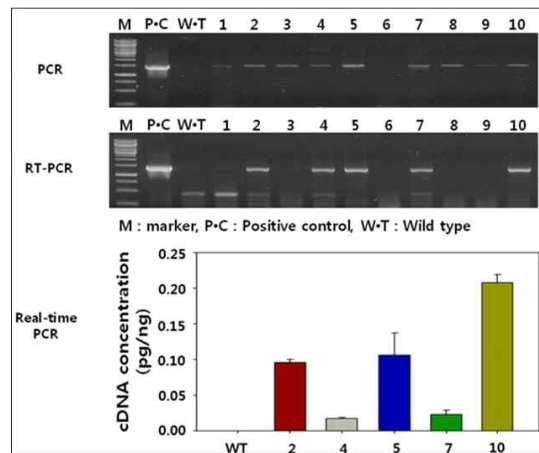 M P•C W•T 1 2 3 4 5 6 7 8 9 10
PCR
M P•C W•T 1 2 3 4 5 6 7 8 9 10
RT-PCR
M : marker, P•C : Positive control, W•T : Wild type
Real-time
PCR
cDNA concentration
(pg/ng)
0.25
0.20
0.15
0.10
0.05
0.00
WT 2 4 5 7 10